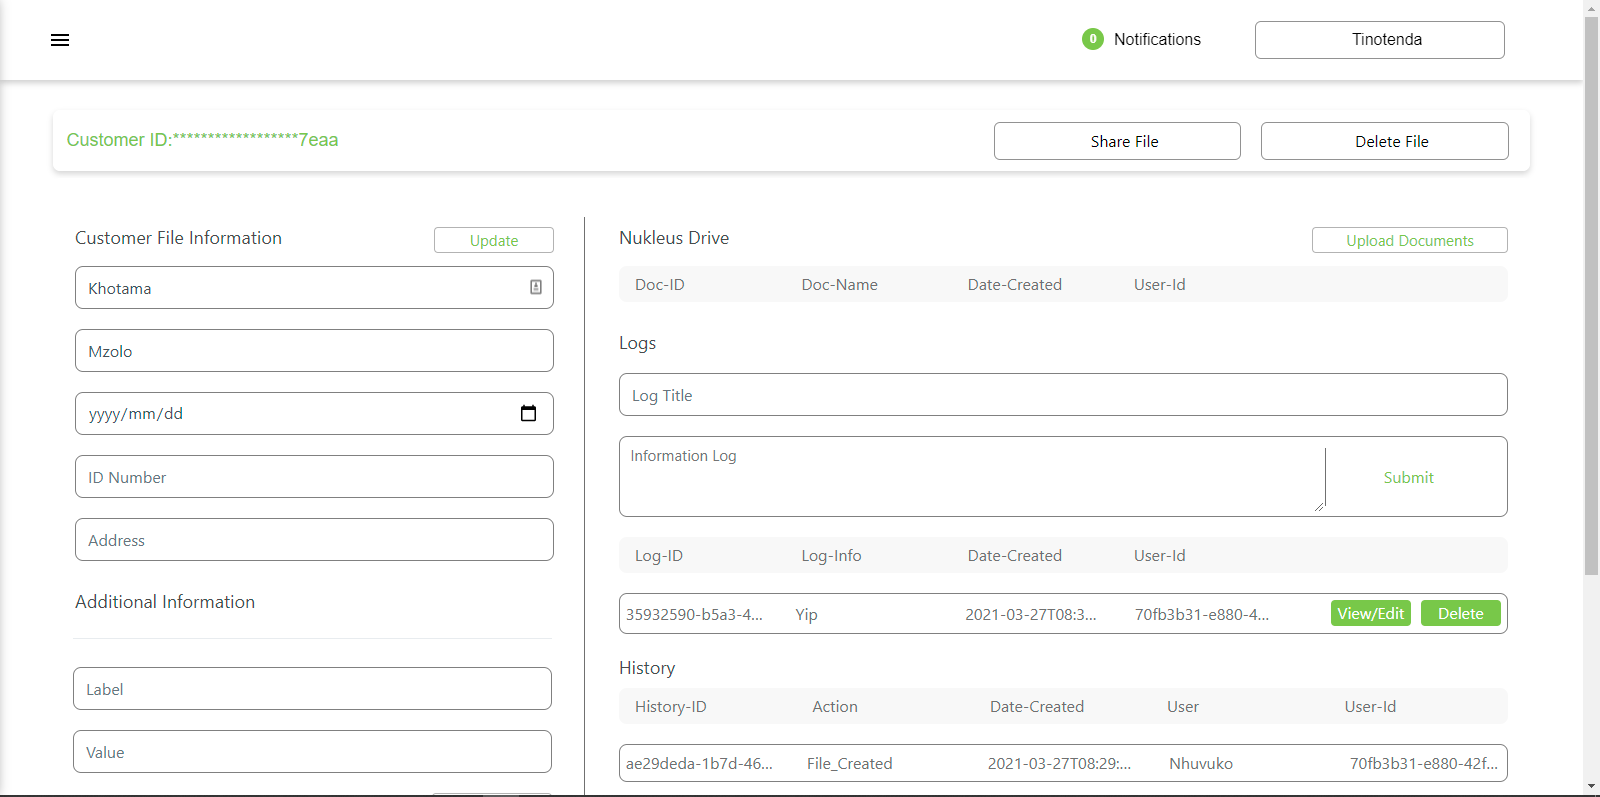 0 Notifications Tinotenda
Customer ID:******************7eaa Share File Delete File
Customer File Information Update
Khotama
Mzolo
yyyy/mm/dd
ID Number
Address
Additional Information
Label
Value
Nukleus Drive Upload Documents
Doc-ID Doc-Name Date-Created User-Id
Logs
Log Title
Information Log Submit
Log-ID Log-Info Date-Created User-Id
35932590-b5a3-4... Yip 2021-03-27T08:3... 70fb3b31-e880-4... View/Edit Delete
History
History-ID Action Date-Created User User-Id
ae29deda-1b7d-46... File_Created 2021-03-27T08:29:... Nhuvuko 70fb3b31-e880-42f...